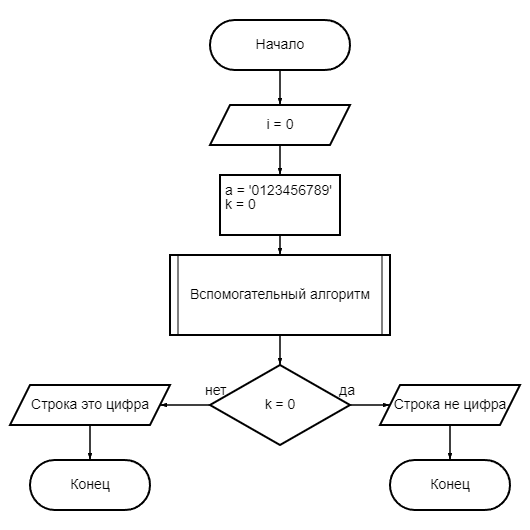 Начало
i = 0
a = '0123456789'
k = 0
Вспомогательный алгоритм
нет
да
k = 0
Строка это цифра
Строка не цифра
Конец
Конец